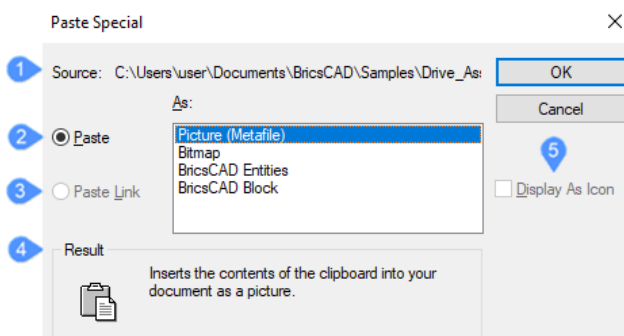 Paste Special
1
Source: C:\Users\user\Documents\BricsCAD\Samples\Drive_As
OK
As:
Cancel
2
Paste
Picture (Metafile)
5
Bitmap
BricsCAD Entities
3
Paste Link
BricsCAD Block
Display As Icon
4
Result
Inserts the contents of the clipboard into your
document as a picture.